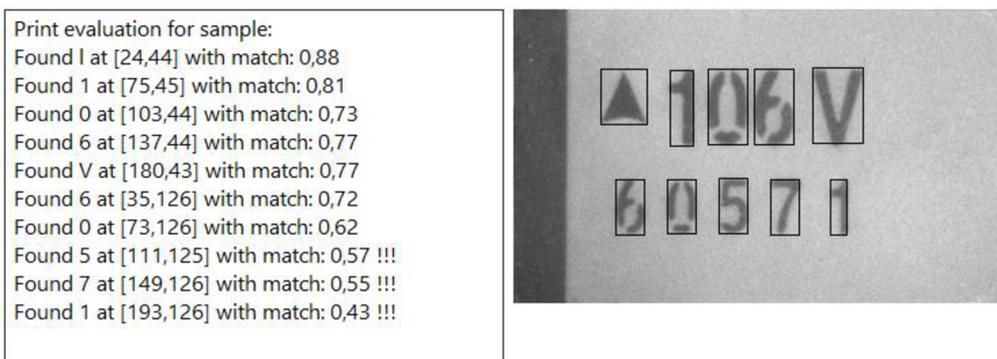 Print evaluation for sample:
Found l at [24,44] with match: 0,88
Found 1 at [75,45] with match: 0,81
Found 0 at [103,44] with match: 0,73
Found 6 at [137,44] with match: 0,77
Found V at [180,43] with match: 0,77
Found 6 at [35,126] with match: 0,72
Found 0 at [73,126] with match: 0,62
Found 5 at [111,125] with match: 0,57 !!!
Found 7 at [149,126] with match: 0,55 !!!
Found 1 at [193,126] with match: 0,43 !!!
106 V
60571